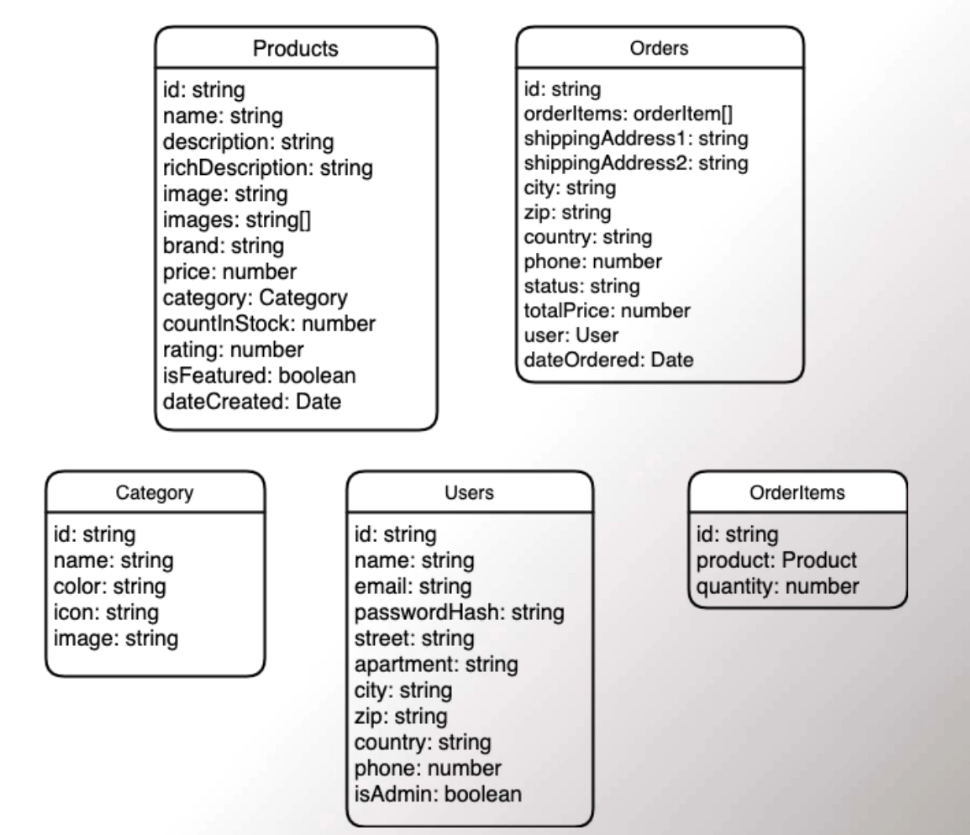 Products
id: string
name: string
description: string
richDescription: string
image: string
images: string[]
brand: string
price: number
category: Category
countInStock: number
rating: number
isFeatured: boolean
dateCreated: Date
Orders
id: string
orderItems: orderItem[]
shippingAddress1: string
shippingAddress2: string
city: string
zip: string
country: string
phone: number
status: string
totalPrice: number
user: User
dateOrdered: Date
Category
id: string
name: string
color: string
icon: string
image: string
Users
id: string
name: string
email: string
passwordHash: string
street: string
apartment: string
city: string
zip: string
country: string
phone: number
isAdmin: boolean
OrderItems
id: string
product: Product
quantity: number